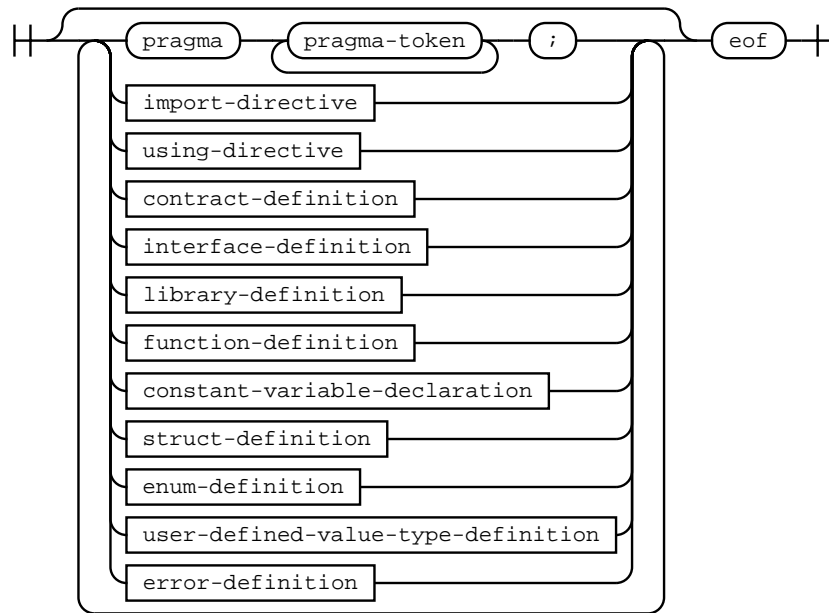 pragma pragma-token ; eof
import-directive
using-directive
contract-definition
interface-definition
library-definition
function-definition
constant-variable-declaration
struct-definition
enum-definition
user-defined-value-type-definition
error-definition